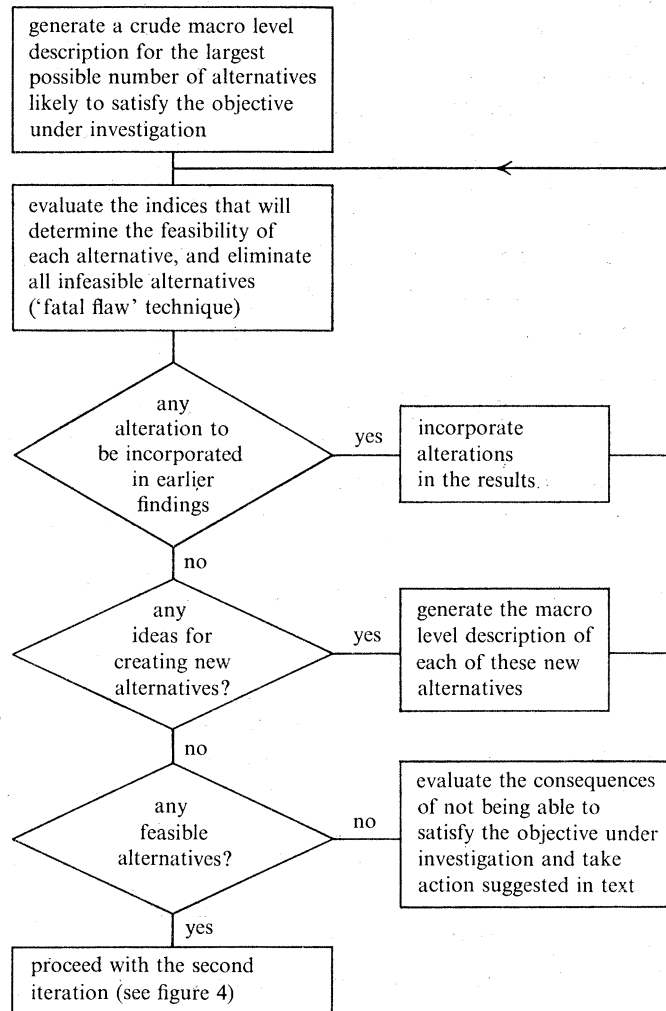 generate a crude macro level
description for the largest
possible number of alternatives
likely to satisfy the objective
under investigation
evaluate the indices that will
determine the feasibility of
each alternative, and eliminate
all infeasible alternatives
(‘fatal flaw’ technique)
any
alteration to
be incorporated
in earlier
findings
yes
incorporate
alterations
in the results.
no
any
ideas for
creating new
alternatives?
yes
generate the macro
level description of
each of these new
alternatives
no
any
feasible
alternatives?
no
evaluate the consequences
of not being able to
satisfy the objective under
investigation and take
action suggested in text
yes
proceed with the second
iteration (see figure 4)